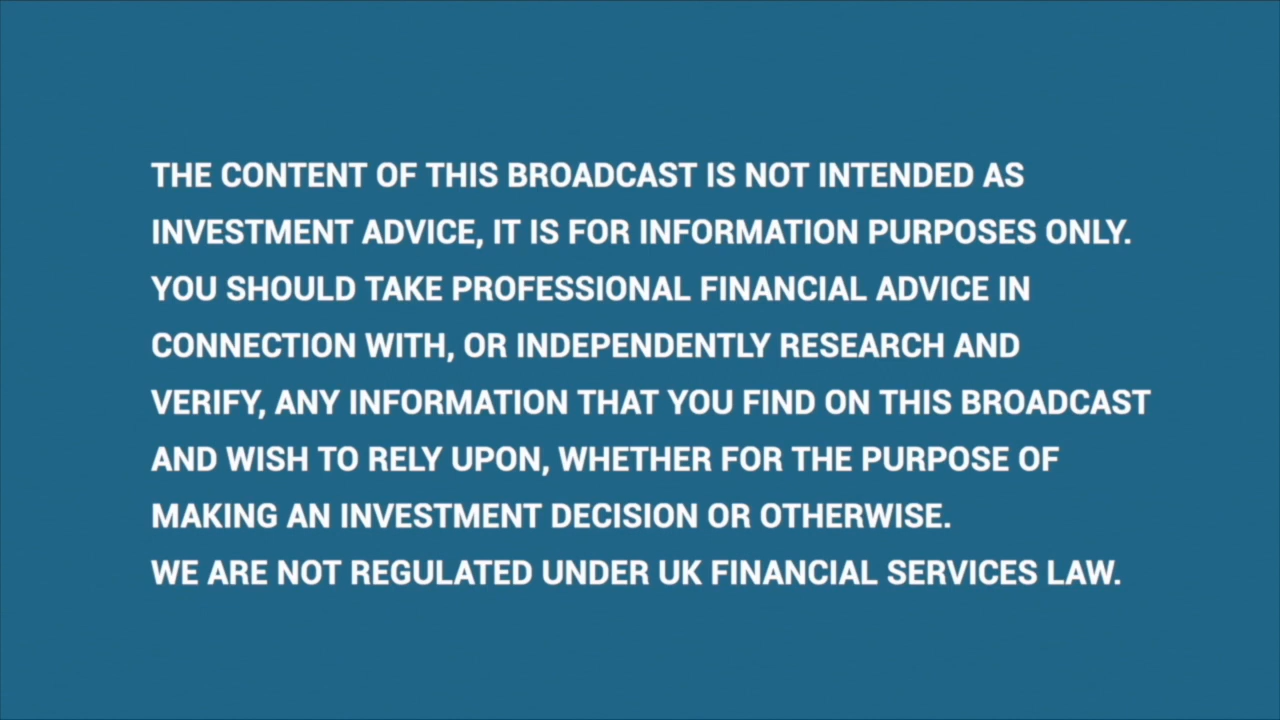 THE CONTENT OF THIS BROADCAST IS NOT INTENDED AS
INVESTMENT ADVICE, IT IS FOR INFORMATION PURPOSES ONLY.
YOU SHOULD TAKE PROFESSIONAL FINANCIAL ADVICE IN
CONNECTION WITH, OR INDEPENDENTLY RESEARCH AND
VERIFY, ANY INFORMATION THAT YOU FIND ON THIS BROADCAST
AND WISH TO RELY UPON, WHETHER FOR THE PURPOSE OF
MAKING AN INVESTMENT DECISION OR OTHERWISE.
WE ARE NOT REGULATED UNDER UK FINANCIAL SERVICES LAW.